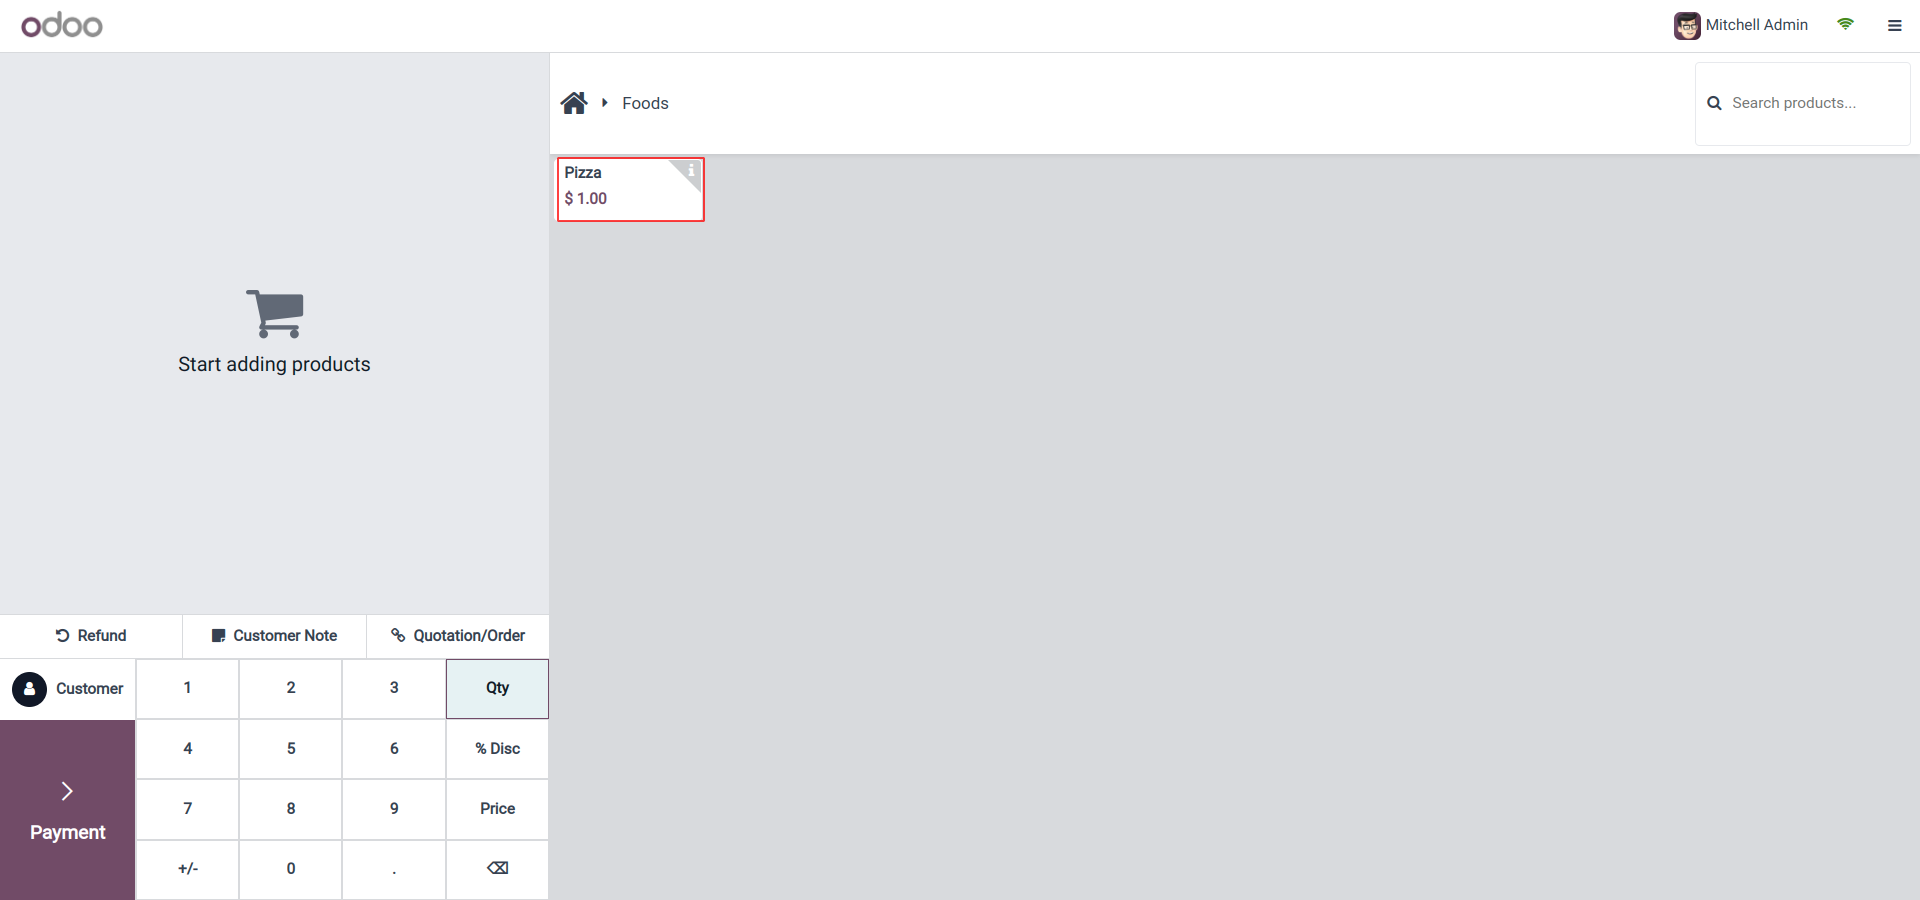 odoo
Mitchell Admin
Foods
Search products...
Pizza
$ 1.00
Start adding products
Refund
Customer Note
Quotation/Order
Customer
1
2
3
Qty
4
5
6
% Disc
Payment
7
8
9
Price
+/-
0
.
⌫